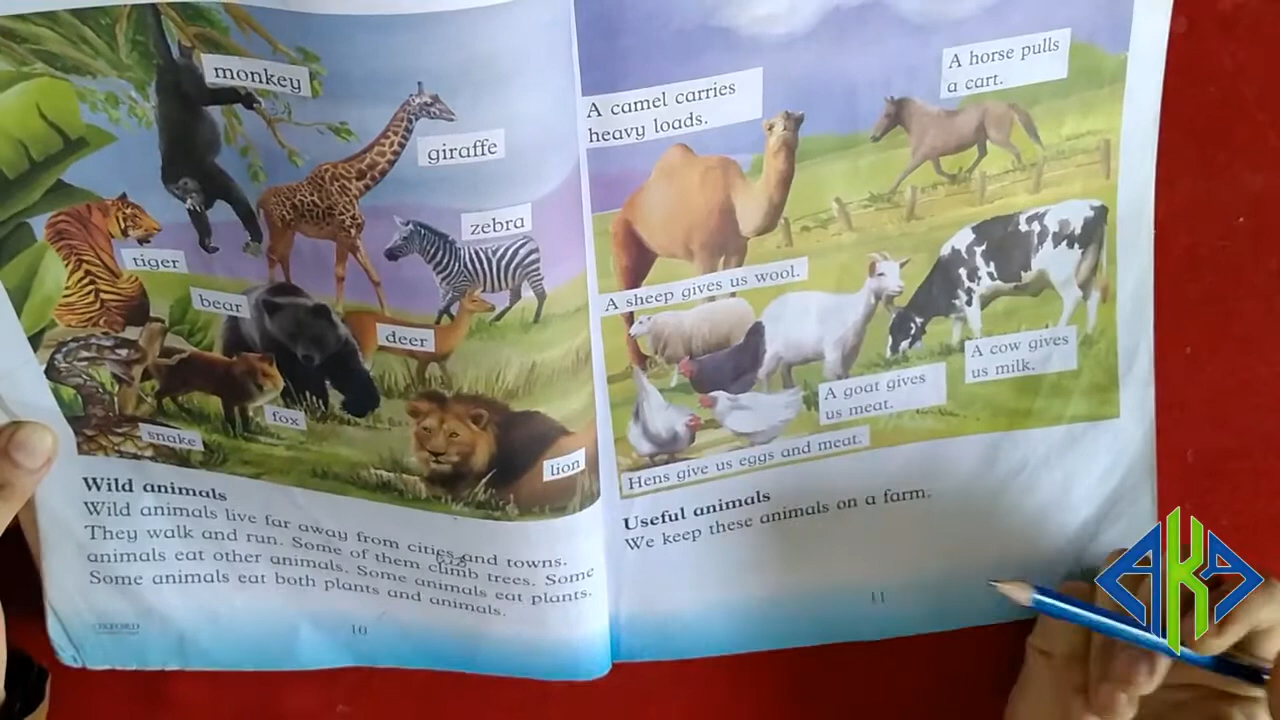 monkey
giraffe
zebra
tiger
bear
deer
fox
snake
lion
Wild animals
Wild animals live far away from cities and towns.
They walk and run. Some of them climb trees. Some
animals eat other animals. Some animals eat plants.
Some animals eat both plants and animals.
OXFORD
10
A camel carries
heavy loads.
A horse pulls
a cart.
A sheep gives us wool.
A cow gives
us milk.
A goat gives
us meat.
Hens give us eggs and meat.
Useful animals
We keep these animals on a farm.
11
AKA